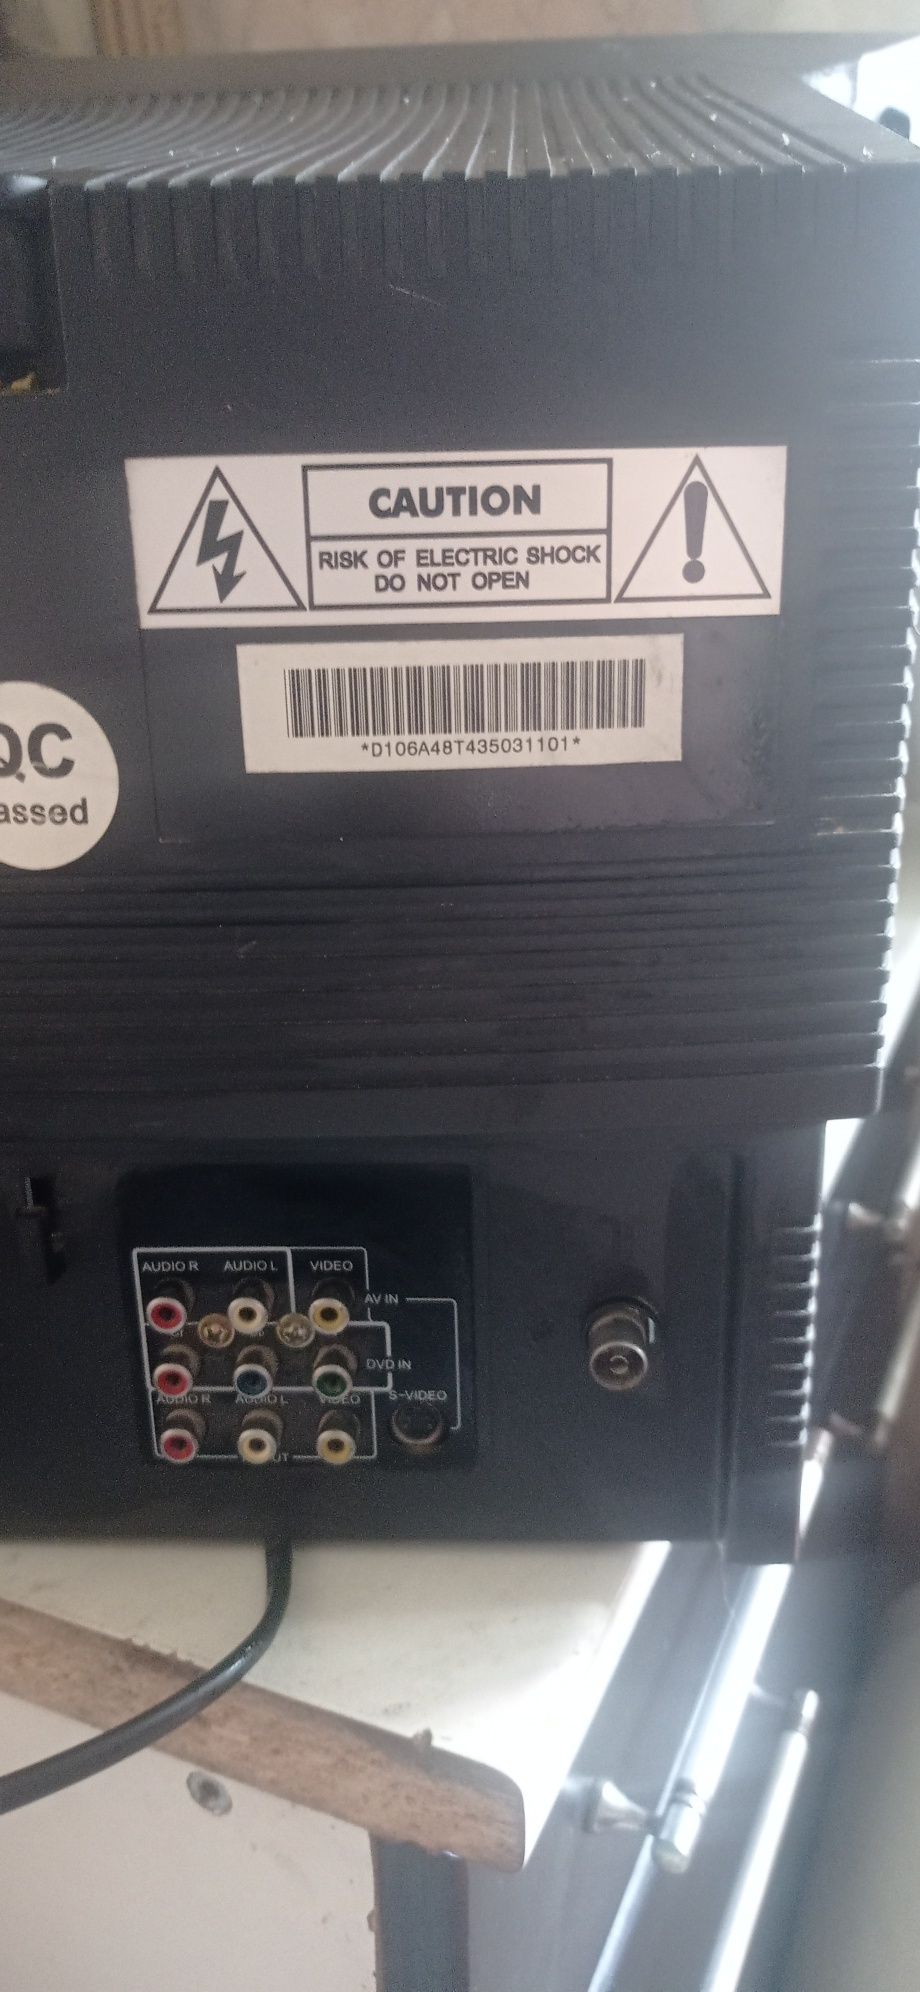 CAUTION
RISK OF ELECTRIC SHOCK
DO NOT OPEN
*D106A48T435031101*
QC
assed
AUDIO R AUDIO L VIDEO
AV IN
DVD IN
AUDIO R AUDIO L VIDEO S-VIDEO